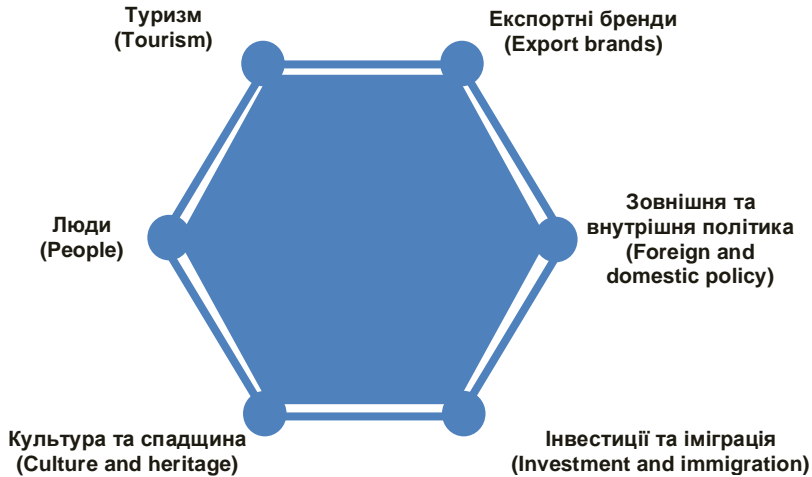 Туризм
(Tourism)
Експортні бренди
(Export brands)
Люди
(People)
Зовнішня та
внутрішня політика
(Foreign and
domestic policy)
Культура та спадщина
(Culture and heritage)
Інвестиції та іміграція
(Investment and immigration)